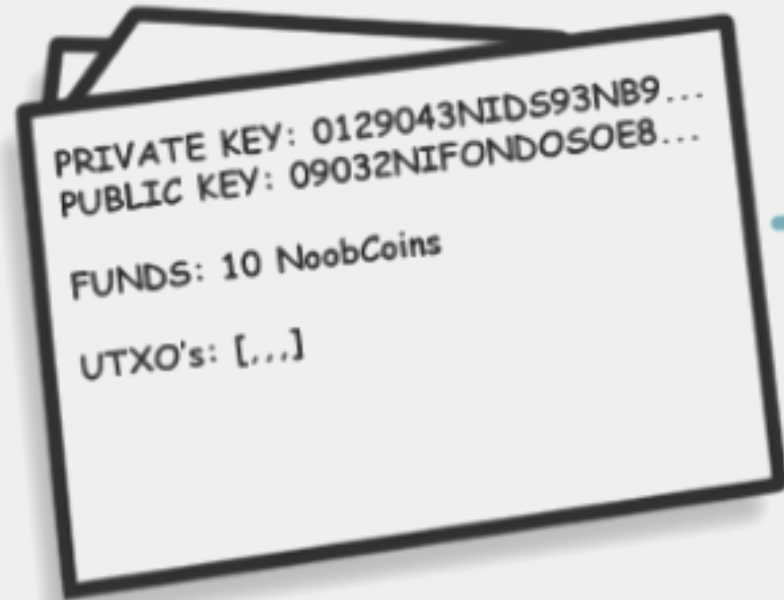 PRIVATE KEY: 0129043NIDS93NB9...
PUBLIC KEY: 09032NIFONDOSOE8...
FUNDS: 10 NoobCoins
UTXO's: [,,,]